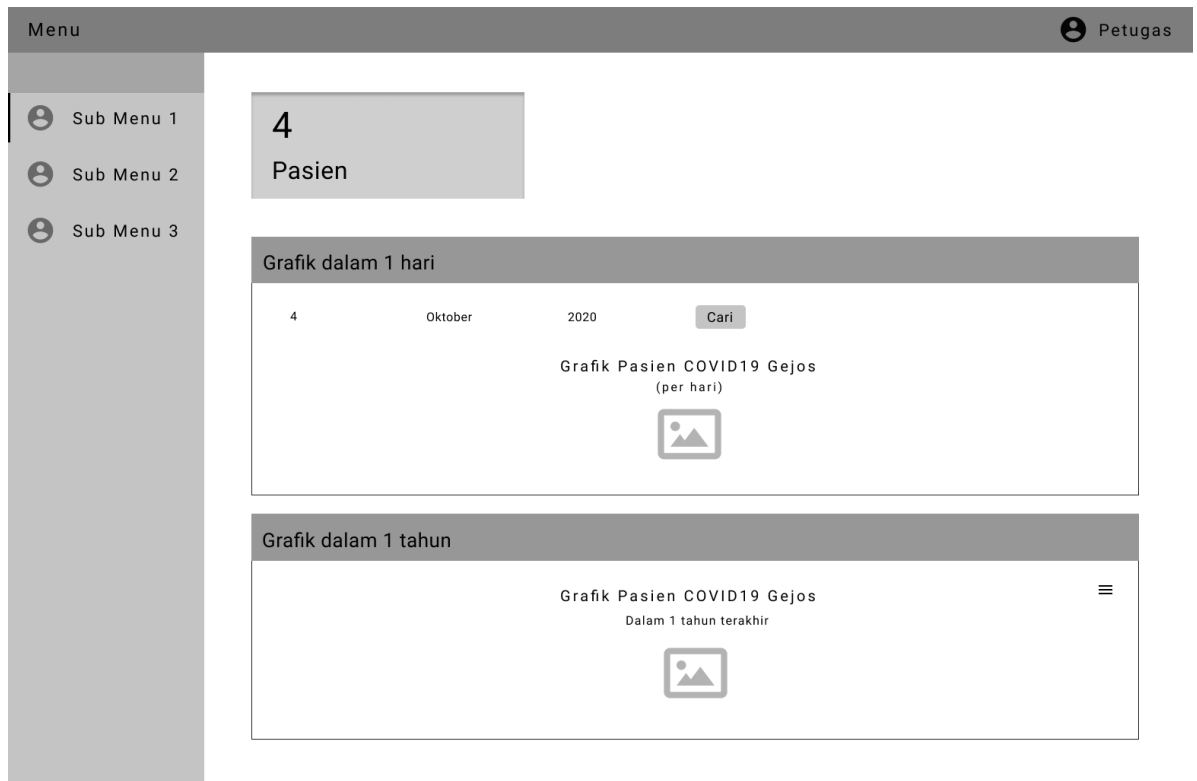 Menu
Petugas
Sub Menu 1
Sub Menu 2
Sub Menu 3
4
Pasien
Grafik dalam 1 hari
4 Oktober 2020 Cari
Grafik Pasien COVID19 Gejos
(per hari)
Grafik dalam 1 tahun
Grafik Pasien COVID19 Gejos
Dalam 1 tahun terakhir